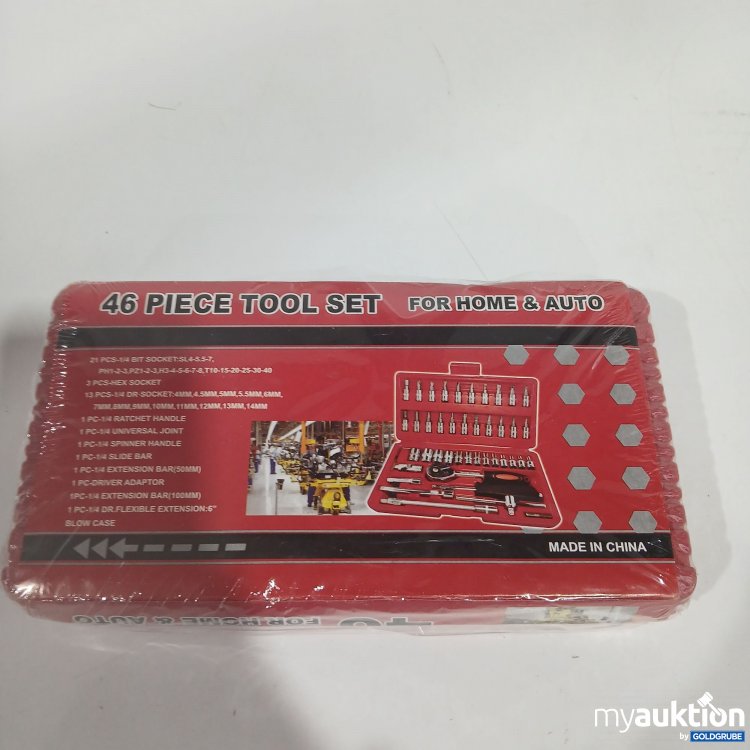 46 PIECE TOOL SET FOR HOME & AUTO
21 PCS-1/4 BIT SOCKET:SL4-5.5-7,
PH1-2-3,PZ1-2-3,H3-4-5-6-7-8,T10-15-20-25-30-40
3 PCS-HEX SOCKET
13 PCS-1/4 DR-SOCKET:4MM,4.5MM,5MM,5.5MM,6MM,
7MM,8MM,9MM,10MM,11MM,12MM,13MM,14MM
1 PC-1/4 RATCHET HANDLE
1 PC-1/4 UNIVERSAL JOINT
1 PC-1/4 SPINNER HANDLE
1 PC-1/4 SLIDE BAR
1 PC-1/4 EXTENSION BAR(50MM)
1 PC-DRIVER ADAPTOR
1PC-1/4 EXTENSION BAR(100MM)
1 PC-1/4 DR.FLEXIBLE EXTENSION:6"
BLOW CASE
MADE IN CHINA
46
FOR HOME & AUTO
myauktion
by GOLDGRUBE